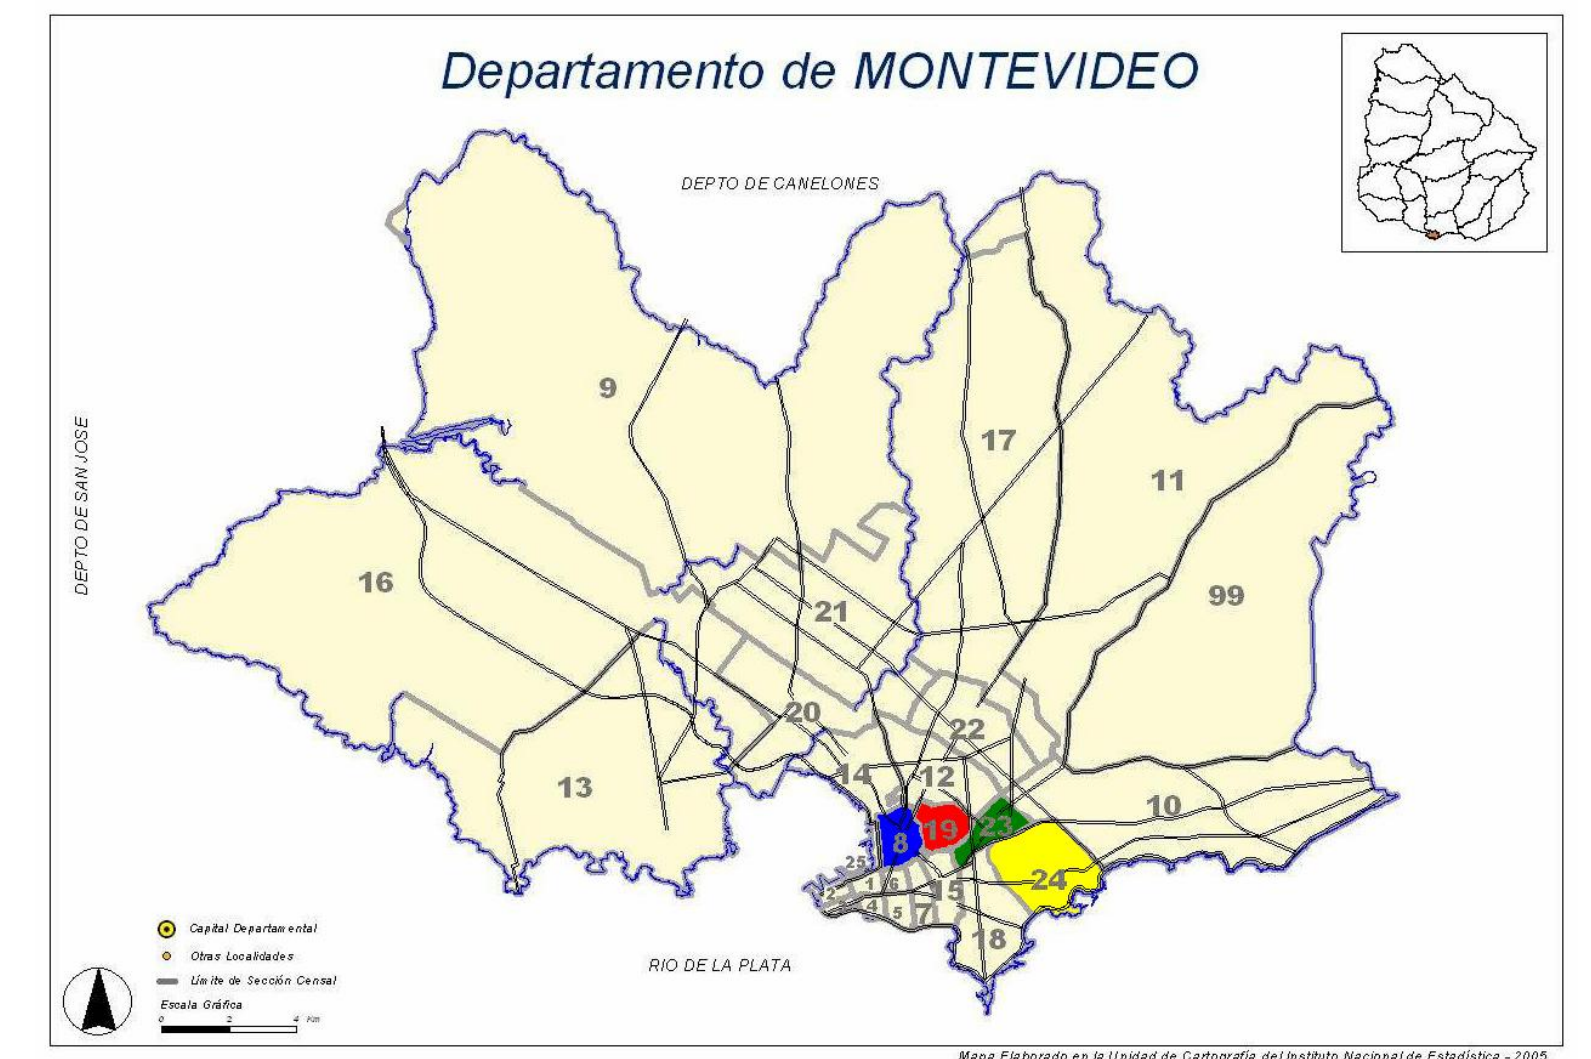 Departamento de MONTEVIDEO
DEPTO DE CANELONES
DEPTO DE SAN JOSE
9
17
11
16
99
21
20
22
14
12
13
10
19
23
8
25
24
1
6
15
2
3
4
5
7
18
RIO DE LA PLATA
Capital Departamental
Otras Localidades
Límite de Sección Censal
Escala Gráfica
0 2 4 Km
Mapa Elaborado en la Unidad de Cartografía del Instituto Nacional de Estadística - 2005